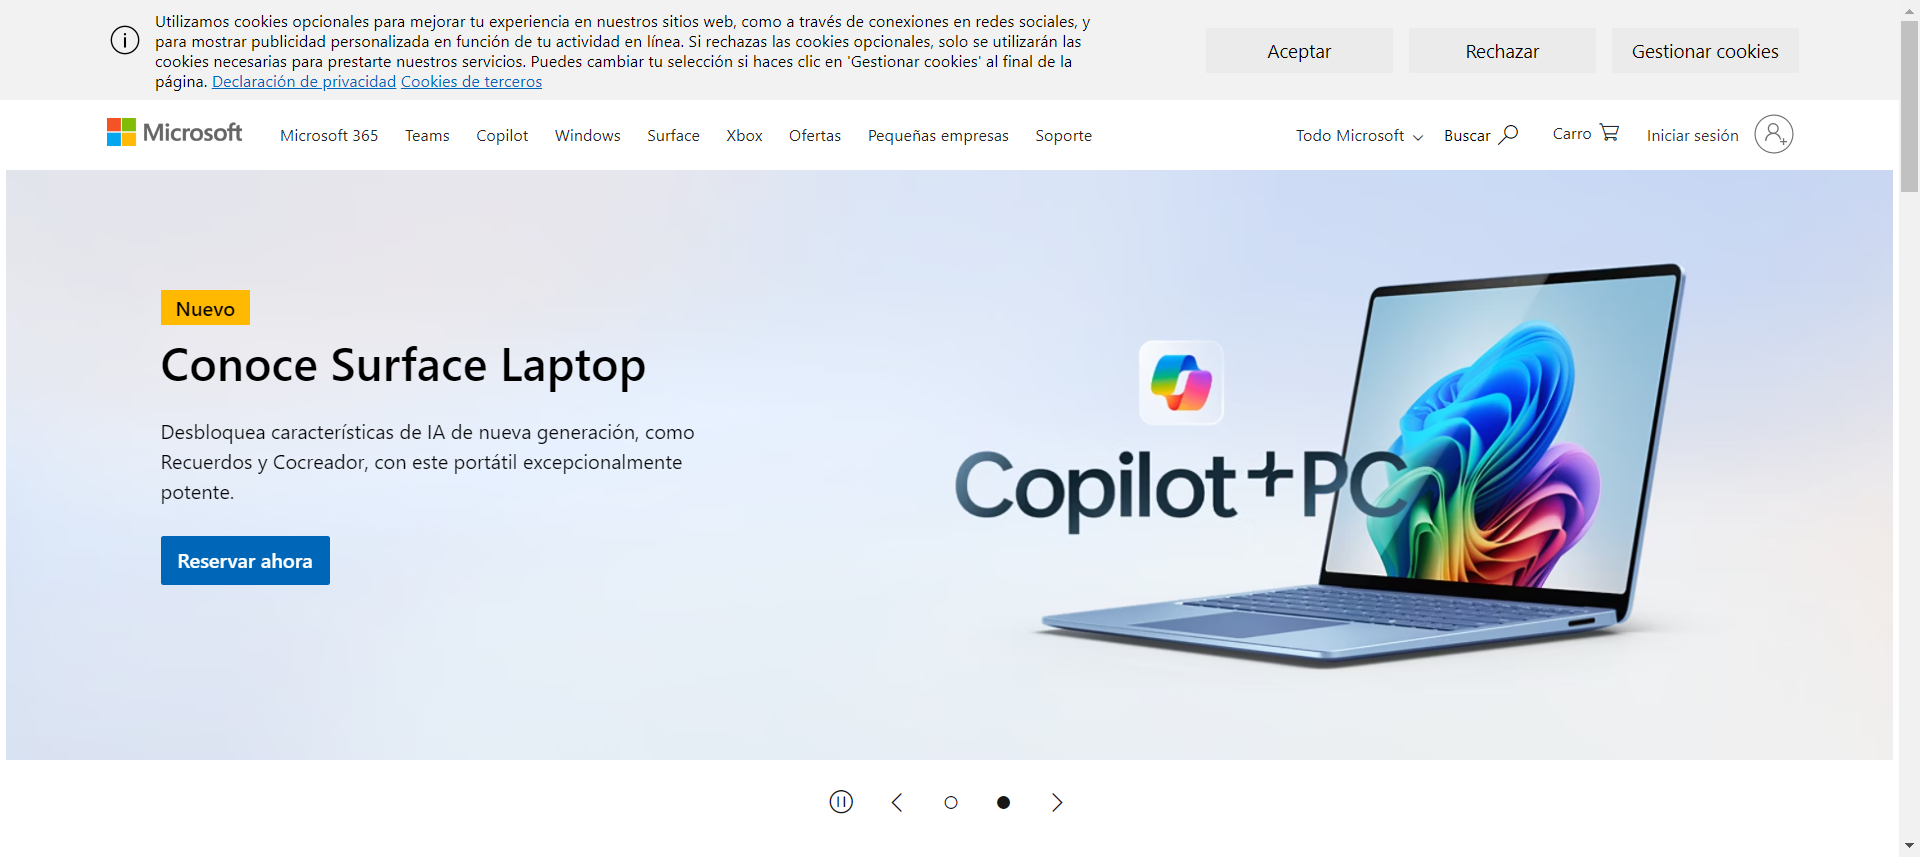 Utilizamos cookies opcionales para mejorar tu experiencia en nuestros sitios web, como a través de conexiones en redes sociales, y
para mostrar publicidad personalizada en función de tu actividad en línea. Si rechazas las cookies opcionales, solo se utilizarán las
cookies necesarias para prestarte nuestros servicios. Puedes cambiar tu selección si haces clic en 'Gestionar cookies' al final de la
página. Declaración de privacidad Cookies de terceros
Aceptar
Rechazar
Gestionar cookies
Microsoft
Microsoft 365
Teams
Copilot
Windows
Surface
Xbox
Ofertas
Pequeñas empresas
Soporte
Todo Microsoft
Buscar
Carro
Iniciar sesión
Nuevo
Conoce Surface Laptop
Desbloquea características de IA de nueva generación, como
Recuerdos y Cocreador, con este portátil excepcionalmente
potente.
Reservar ahora
Copilot+PC